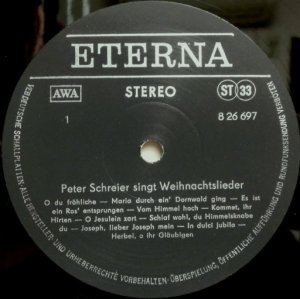 ETERNA
AWA
STEREO
ST 33
1
8 26 697
Peter Schreier singt Weihnachtslieder
O du fröhliche — Maria durch ein' Dornwald ging — Es ist
ein Ros' entsprungen — Vom Himmel hoch — Kommet, ihr
Hirten — O Jesulein zart — Schlaf wohl, du Himmelsknabe
du — Joseph, lieber Joseph mein — In dulci jubilo —
Herbei, o ihr Gläubigen
VEB DEUTSCHE SCHALLPLATTEN · ALLE HERSTELLER- UND URHEBERRECHTE VORBEHALTEN · ÜBERSPIELUNG, ÖFFENTLICHE AUFFÜHRUNG UND RUNDFUNKSENDUNG VERBOTEN